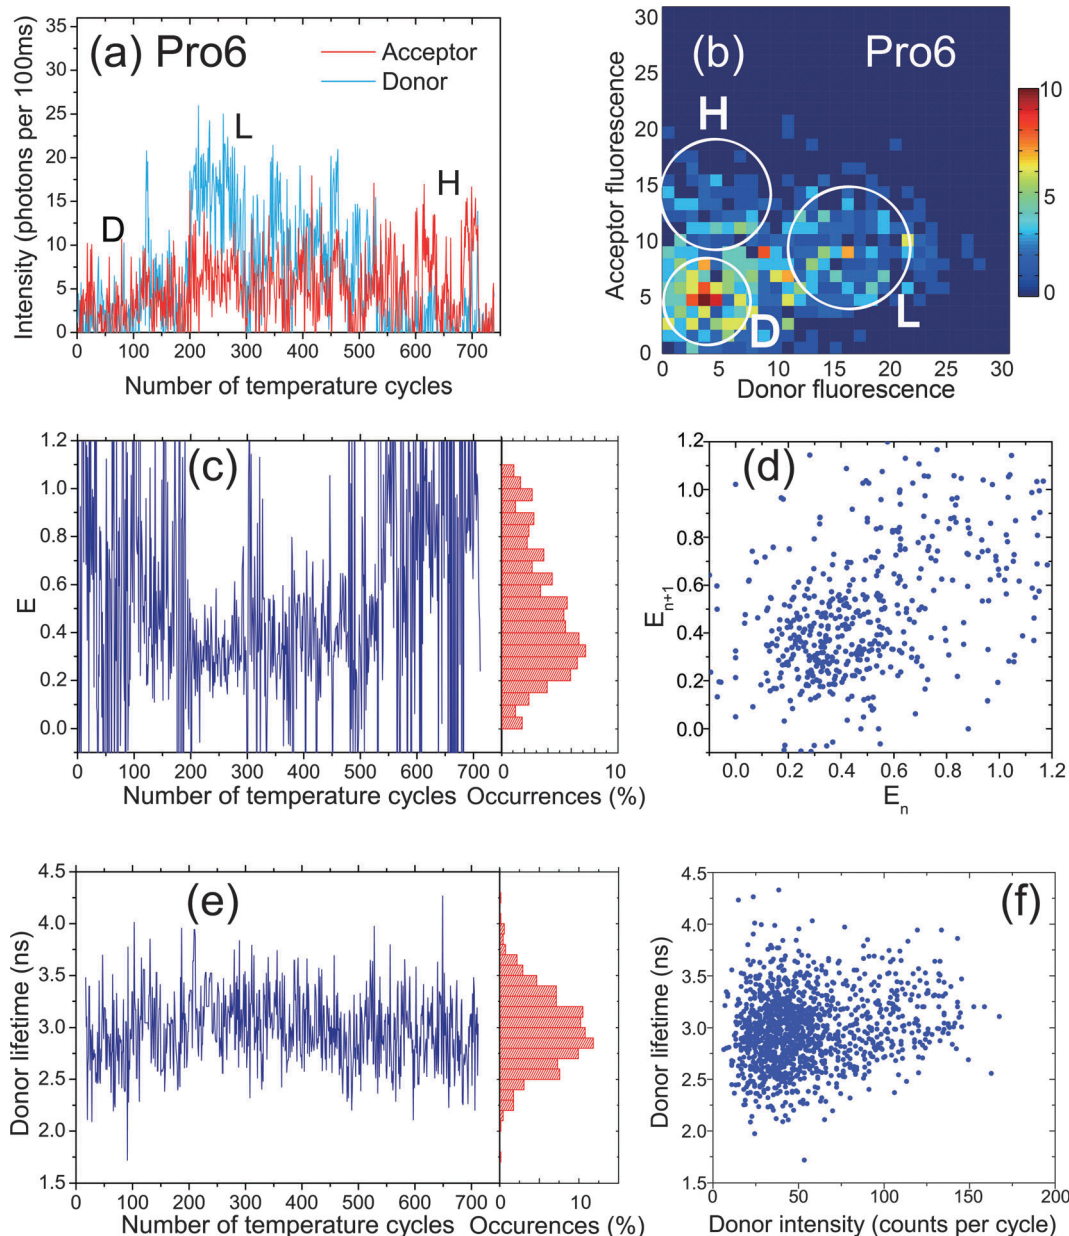 (a) Pro6
Acceptor
Donor
D
L
H
35
30
25
20
15
10
5
0
0 100 200 300 400 500 600 700
Intensity (photons per 100ms)
Number of temperature cycles
(b) Pro6
H
D
L
30
25
20
15
10
5
0
0 5 10 15 20 25 30
Acceptor fluorescence
Donor fluorescence
10
5
0
(c)
1.2
1.0
0.8
0.6
0.4
0.2
0.0
E
0 100 200 300 400 500 600 700
Number of temperature cycles
0 10
Occurrences (%)
(d)
1.2
1.0
0.8
0.6
0.4
0.2
0.0
En+1
0.0 0.2 0.4 0.6 0.8 1.0 1.2
En
(e)
4.5
4.0
3.5
3.0
2.5
2.0
1.5
Donor lifetime (ns)
0 100 200 300 400 500 600 700
Number of temperature cycles
0 10
Occurrences (%)
(f)
4.5
4.0
3.5
3.0
2.5
2.0
1.5
Donor lifetime (ns)
0 50 100 150 200
Donor intensity (counts per cycle)